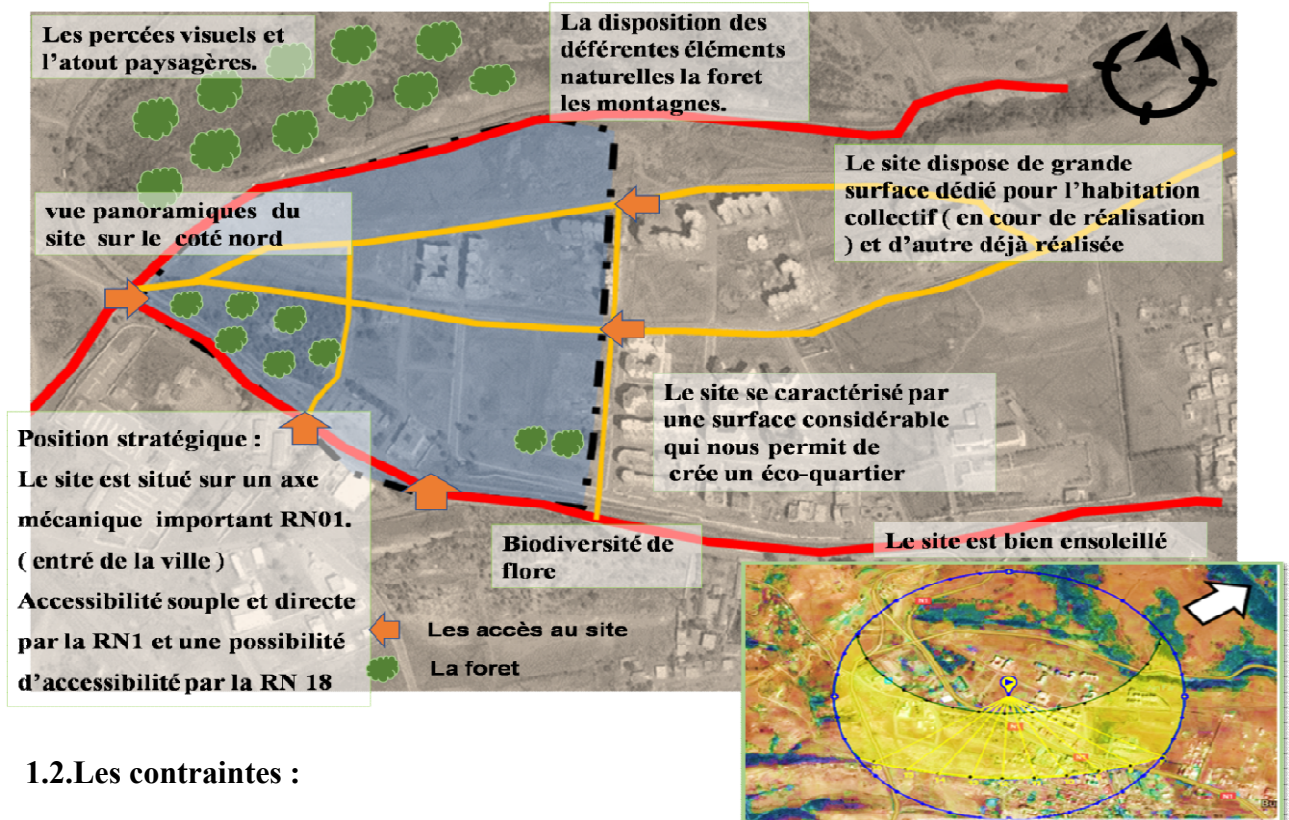 Les percées visuels et
l’atout paysagères.
La disposition des
déférentes éléments
naturelles la foret
les montagnes.
Le site dispose de grande
surface dédié pour l’habitation
collectif ( en cour de réalisation
) et d’autre déjà réalisée
vue panoramiques du
site sur le coté nord
Le site se caractérisé par
une surface considérable
qui nous permit de
crée un éco-quartier
Position stratégique :
Le site est situé sur un axe
mécanique important RN01.
( entré de la ville )
Accessibilité souple et directe
par la RN1 et une possibilité
d’accessibilité par la RN 18
Biodiversité de
flore
Le site est bien ensoleillé
Les accès au site
La foret
N1
N1
N1
1.2.Les contraintes :